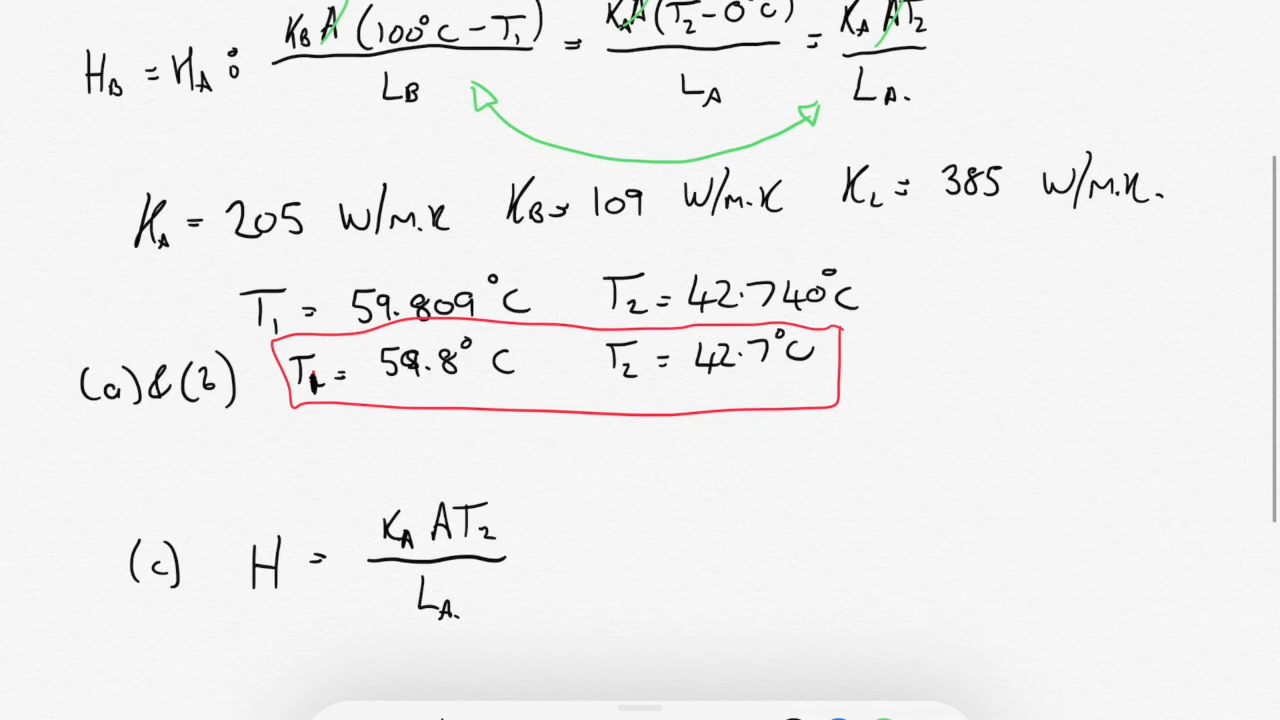 H_B = H_A : K_B A (100°C - T_1) / L_B = K_A A (T_2 - 0°C) / L_A = K_A A T_2 / L_A.
K_A = 205 W/m.K K_B = 109 W/m.K K_L = 385 W/m.K.
T_1 = 59.809°C T_2 = 42.740°C
(a)&(b) T_1 = 59.8°C T_2 = 42.7°C
(c) H = K_A A T_2 / L_A.